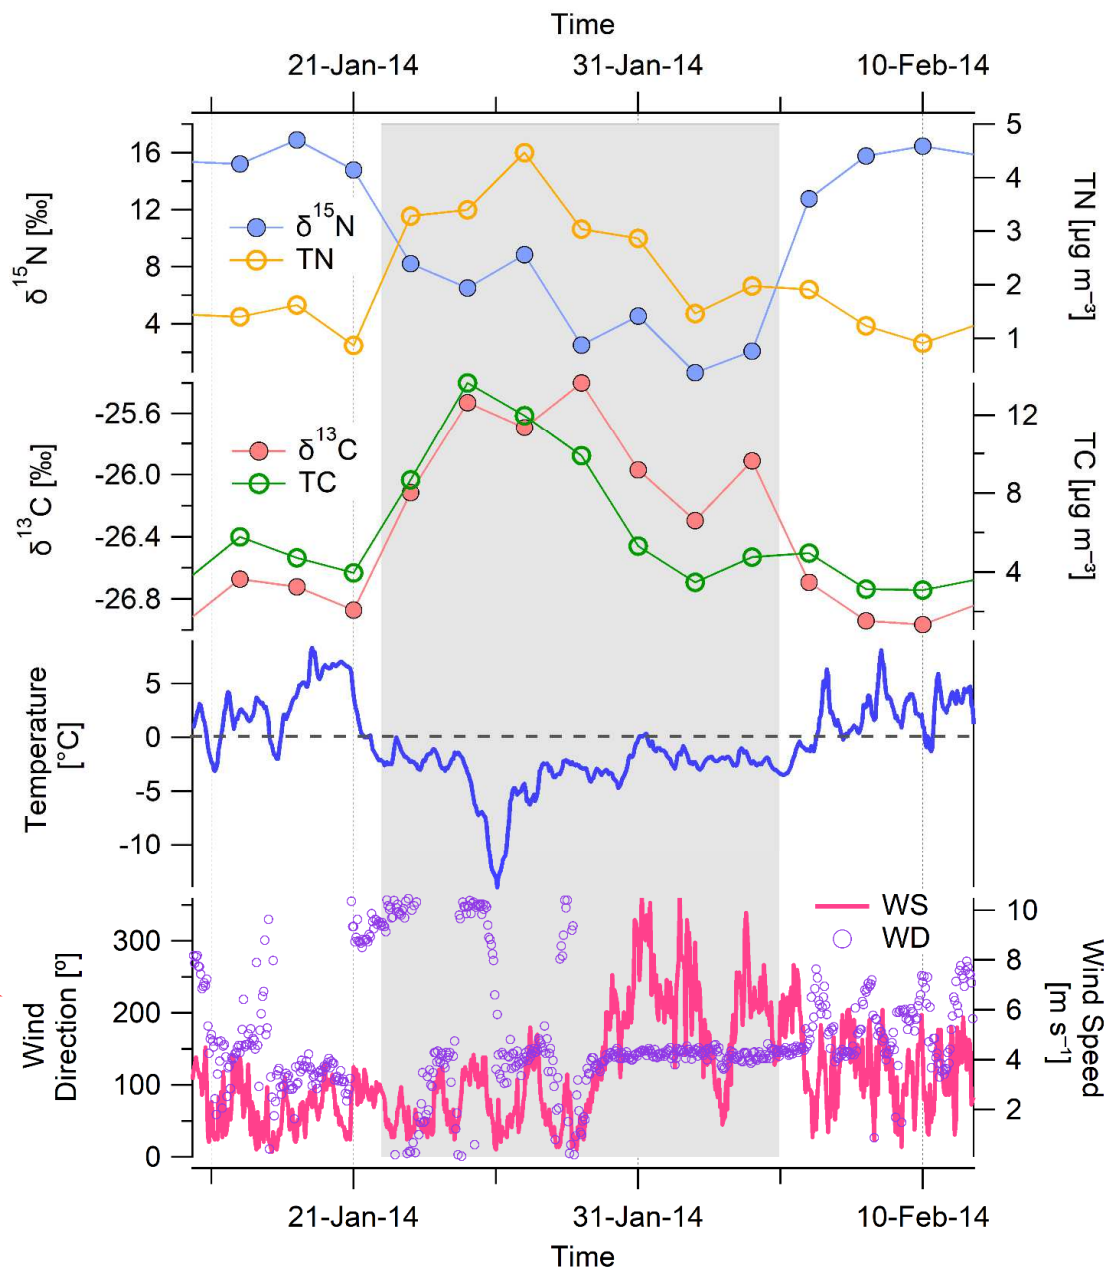 Time
21-Jan-14 31-Jan-14 10-Feb-14
δ¹⁵N [‰]
16
12
8
4
δ¹⁵N
TN
5
4
3
2
1
TN [µg m⁻³]
δ¹³C [‰]
-25.6
-26.0
-26.4
-26.8
δ¹³C
TC
12
8
4
TC [µg m⁻³]
Temperature
[°C]
5
0
-5
-10
Wind
Direction [º]
300
200
100
0
WS
WD
10
8
6
4
2
Wind Speed
[m s⁻¹]
21-Jan-14 31-Jan-14 10-Feb-14
Time